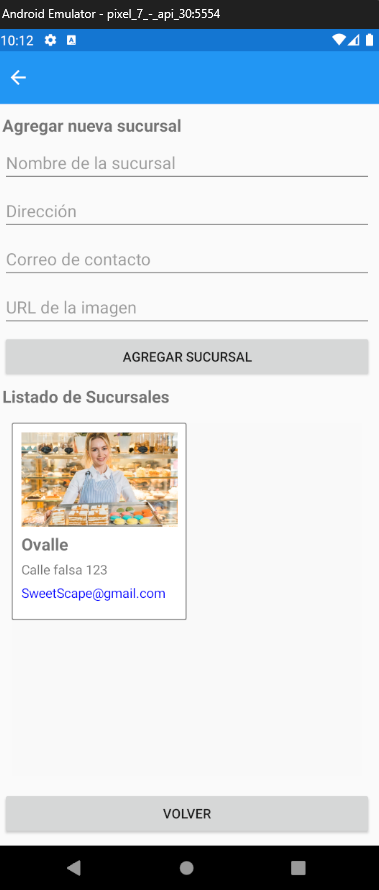 Android Emulator - pixel_7_-_api_30:5554
10:12
Agregar nueva sucursal
Nombre de la sucursal
Dirección
Correo de contacto
URL de la imagen
AGREGAR SUCURSAL
Listado de Sucursales
Ovalle
Calle falsa 123
SweetScape@gmail.com
VOLVER